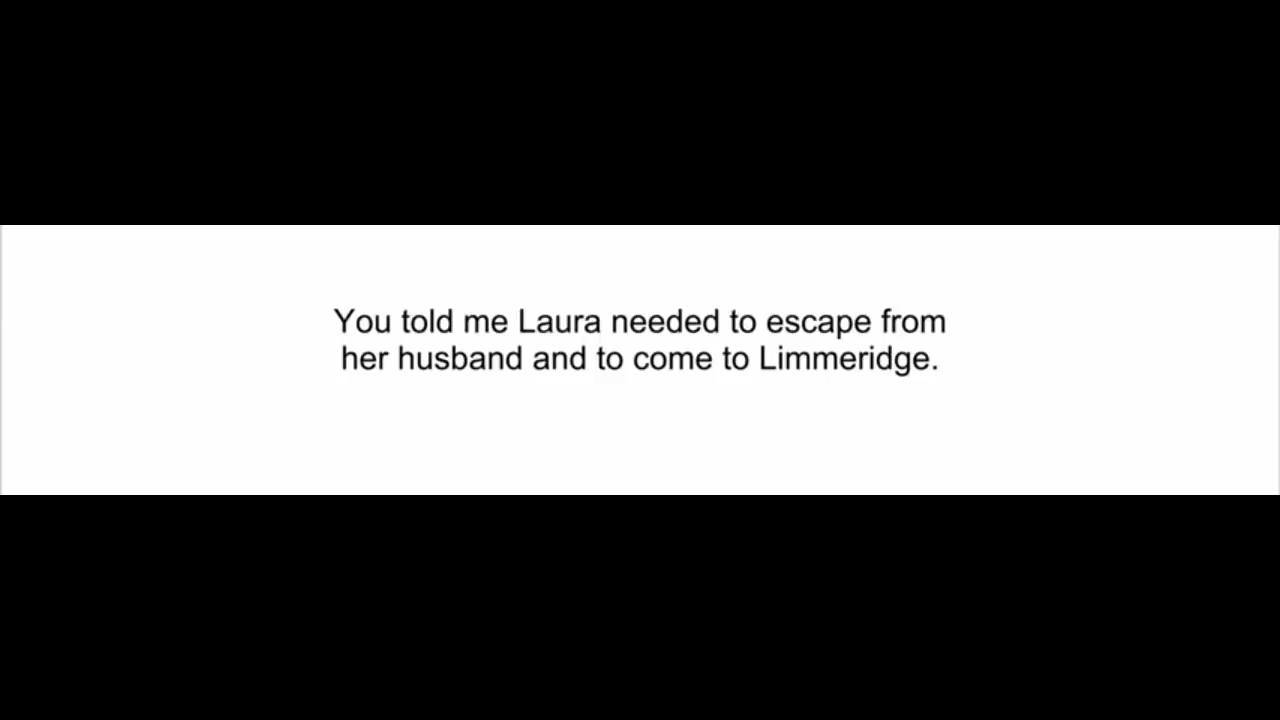 You told me Laura needed to escape from
her husband and to come to Limmeridge.